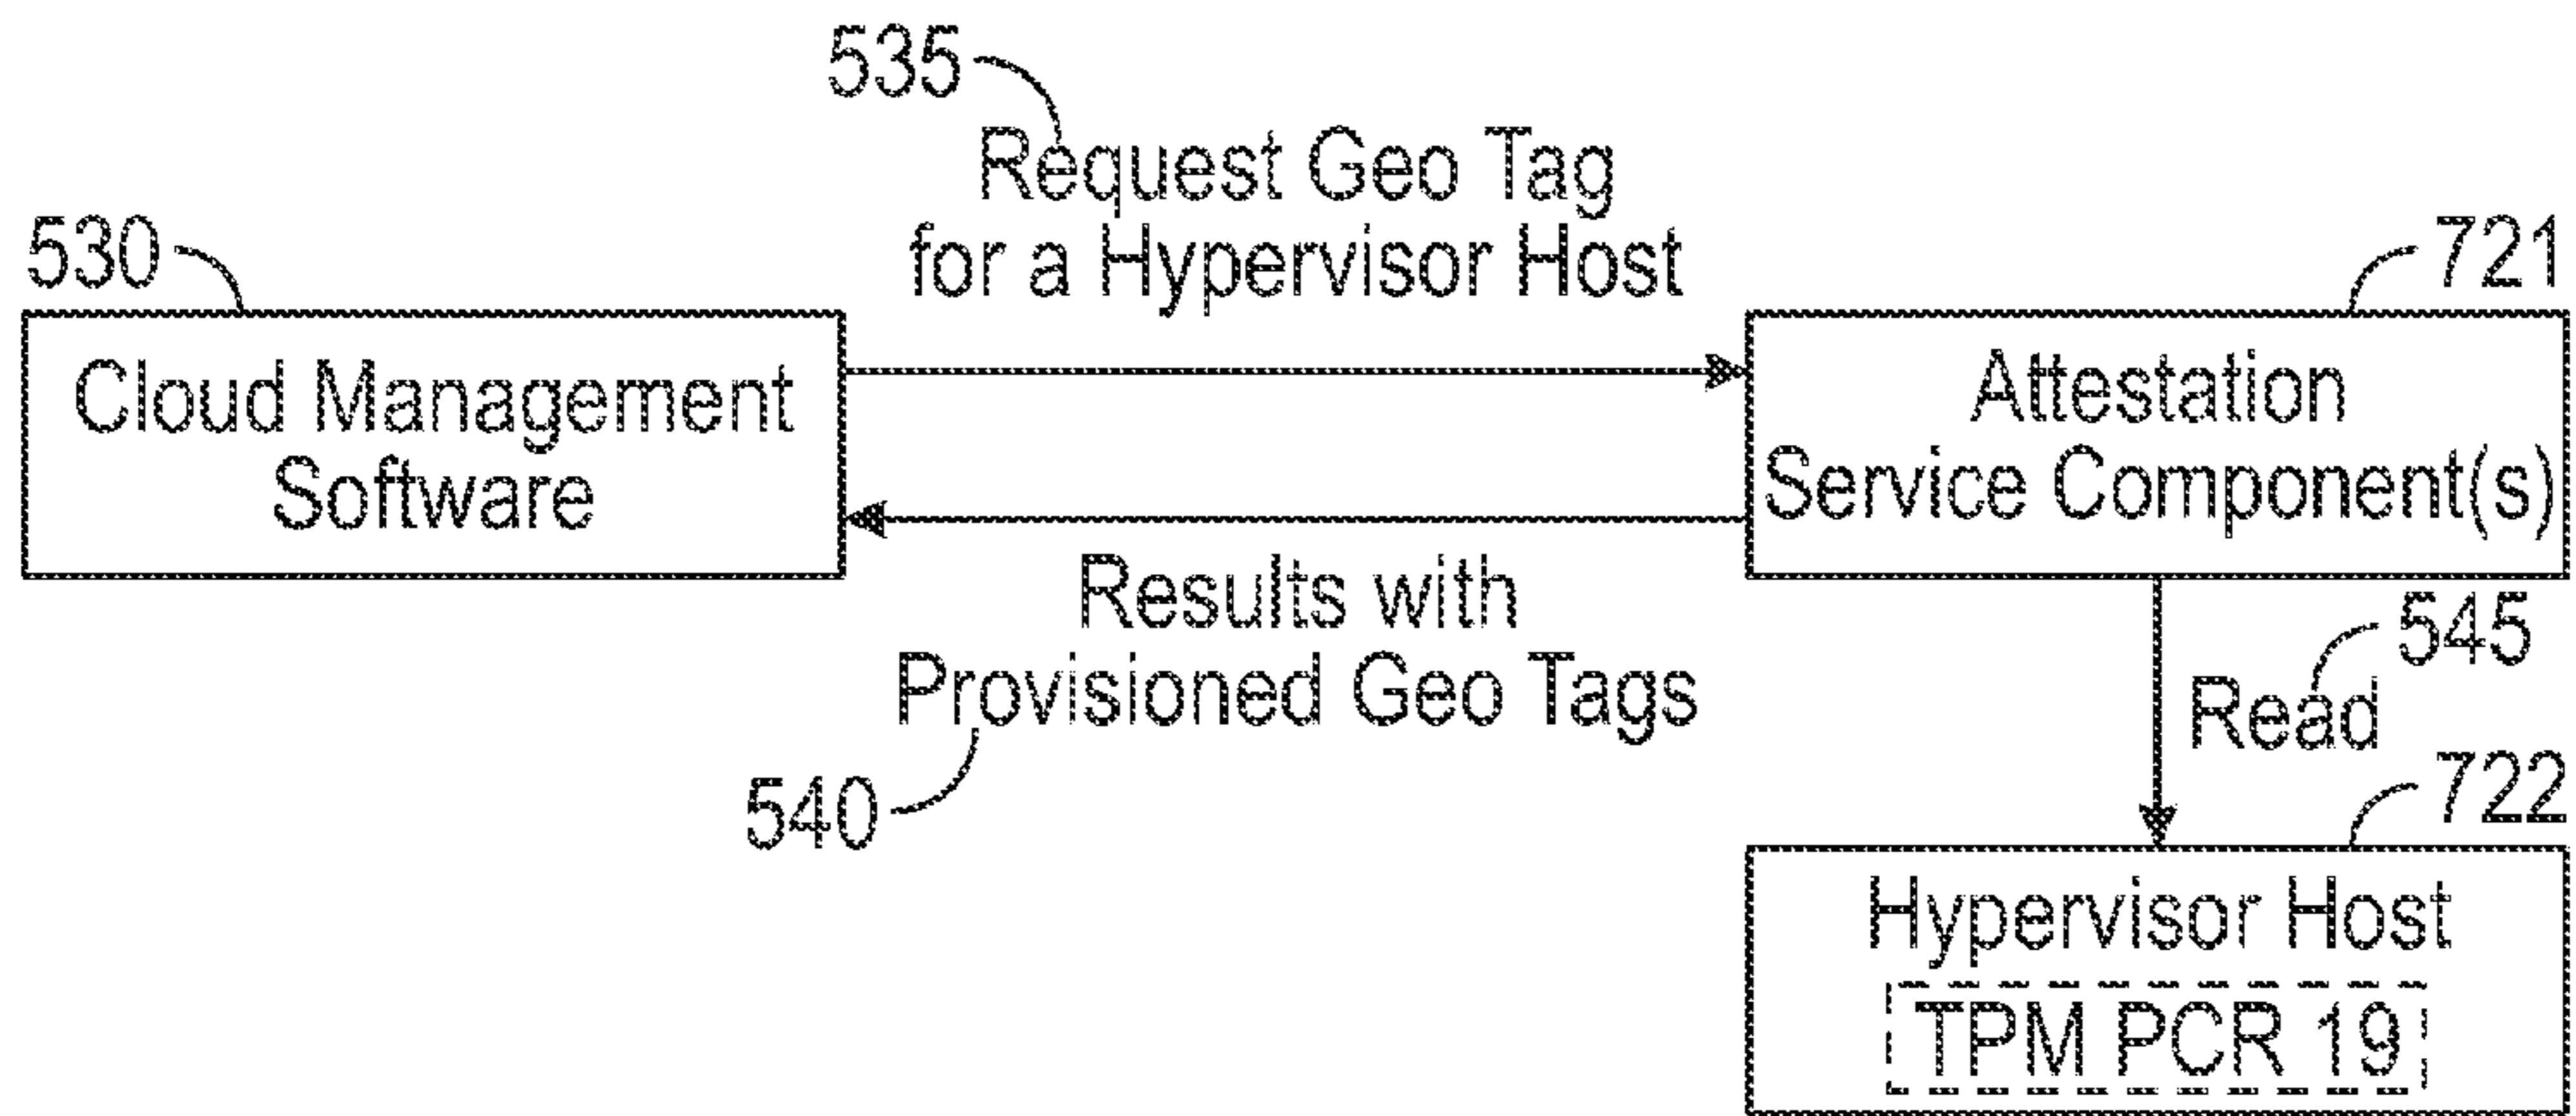 535
Request Geo Tag
for a Hypervisor Host
530
721
Cloud Management
Software
Attestation
Service Component(s)
Results with
Provisioned Geo Tags
540
545
Read
722
Hypervisor Host
TPM PCR 19